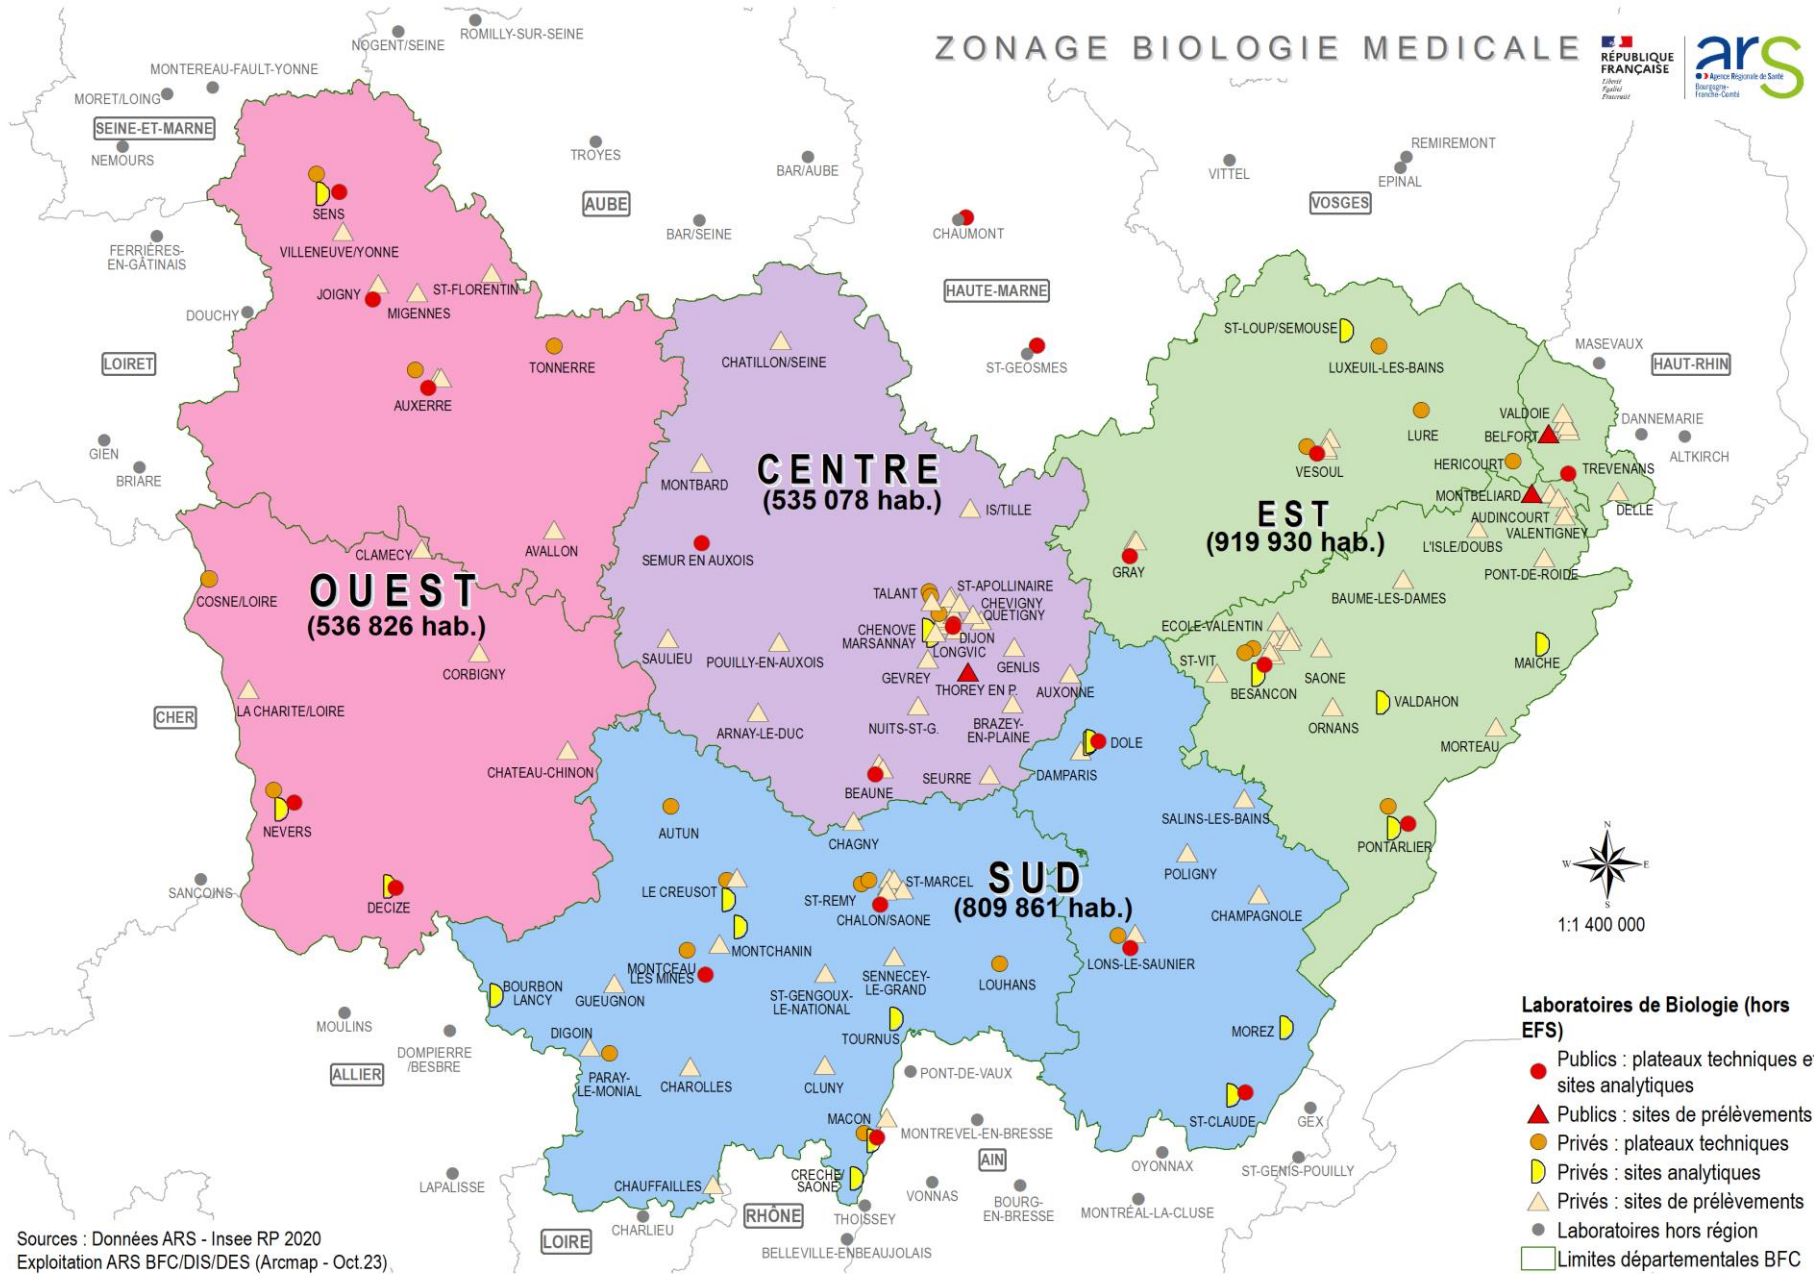 ZONAGE BIOLOGIE MEDICALE
RÉPUBLIQUE
FRANÇAISE
Liberté
Égalité
Fraternité
ars
Agence Régionale de Santé
Bourgogne-
Franche-Comté
NOGENT/SEINE
ROMILLY-SUR-SEINE
MONTEREAU-FAULT-YONNE
MORET/LOING
SEINE-ET-MARNE
NEMOURS
TROYES
BAR/AUBE
AUBE
BAR/SEINE
CHAUMONT
HAUTE-MARNE
ST-GEOSMES
VITTEL
REMIREMONT
EPINAL
VOSGES
FERRIÈRES-
EN-GÂTINAIS
DOUCHY
LOIRET
GIEN
BRIARE
CHER
SANCOINS
MASEVAUX
HAUT-RHIN
DANNEMARIE
ALTKIRCH
SENS
VILLENEUVE/YONNE
JOIGNY
MIGENNES
ST-FLORENTIN
TONNERRE
AUXERRE
AVALLON
CLAMECY
COSNE/LOIRE
OUEST
(536 826 hab.)
CORBIGNY
LA CHARITE/LOIRE
CHATEAU-CHINON
NEVERS
DECIZE
CHATILLON/SEINE
CENTRE
(535 078 hab.)
MONTBARD
IS/TILLE
SEMUR EN AUXOIS
TALANT
ST-APOLLINAIRE
CHEVIGNY
QUETIGNY
CHENOVE
MARSANNAY
DIJON
LONGVIC
SAULIEU
POUILLY-EN-AUXOIS
GEVREY
GENLIS
THOREY EN P.
AUXONNE
ARNAY-LE-DUC
NUITS-ST-G.
BRAZEY-
EN-PLAINE
BEAUNE
SEURRE
ST-LOUP/SEMOUSE
LUXEUIL-LES-BAINS
LURE
VALDOIE
BELFORT
VESOUL
HERICOURT
TREVENANS
MONTBELIARD
DELLE
AUDINCOURT
VALENTIGNEY
EST
(919 930 hab.)
L'ISLE/DOUBS
PONT-DE-ROIDE
GRAY
BAUME-LES-DAMES
ECOLE-VALENTIN
ST-VIT
BESANCON
SAONE
MAICHE
VALDAHON
ORNANS
MORTEAU
PONTARLIER
DOLE
DAMPARIS
SALINS-LES-BAINS
POLIGNY
CHAMPAGNOLE
LONS-LE-SAUNIER
MOREZ
ST-CLAUDE
AUTUN
CHAGNY
LE CREUSOT
ST-REMY
ST-MARCEL
CHALON/SAONE
SUD
(809 861 hab.)
MONTCHANIN
MONTCEAU
LES MINES
BOURBON
LANCY
GUEUGNON
ST-GENGOUX-
LE-NATIONAL
SENNECEY-
LE-GRAND
LOUHANS
TOURNUS
DIGOIN
PARAY-
LE-MONIAL
CHAROLLES
CLUNY
MACON
CRECHE/
SAONE
CHAUFFAILLES
MOULINS
DOMPIERRE
/BESBRE
ALLIER
LAPALISSE
LOIRE
CHARLIEU
RHÔNE
THOISSEY
BELLEVILLE-ENBEAUJOLAIS
PONT-DE-VAUX
MONTREVEL-EN-BRESSE
AIN
VONNAS
BOURG-
EN-BRESSE
OYONNAX
MONTRÉAL-LA-CLUSE
GEX
ST-GENIS-POUILLY
N
W
E
S
1:1 400 000
Laboratoires de Biologie (hors
EFS)
Publics : plateaux techniques et
sites analytiques
Publics : sites de prélèvements
Privés : plateaux techniques
Privés : sites analytiques
Privés : sites de prélèvements
Laboratoires hors région
Limites départementales BFC
Sources : Données ARS - Insee RP 2020
Exploitation ARS BFC/DIS/DES (Arcmap - Oct.23)